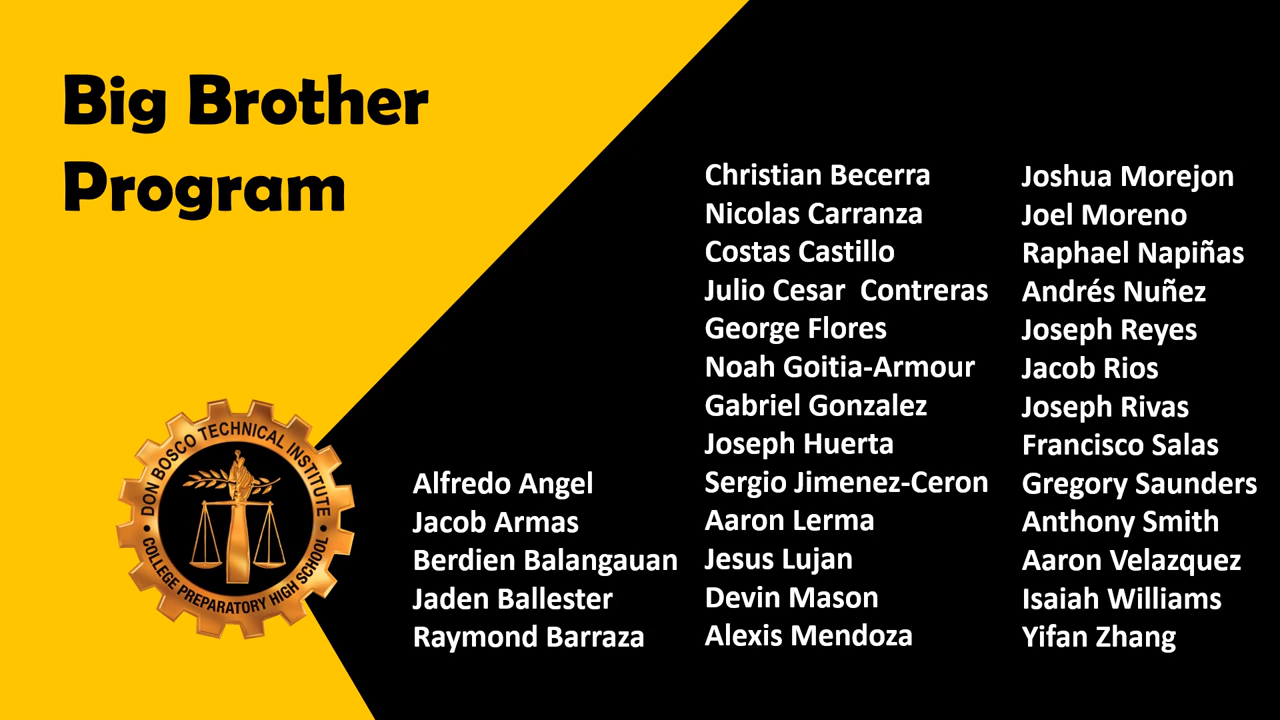 Big Brother
Program
DON BOSCO TECHNICAL INSTITUTE
COLLEGE PREPARATORY HIGH SCHOOL
Alfredo Angel
Jacob Armas
Berdien Balangauan
Jaden Ballester
Raymond Barraza
Christian Becerra
Nicolas Carranza
Costas Castillo
Julio Cesar  Contreras
George Flores
Noah Goitia-Armour
Gabriel Gonzalez
Joseph Huerta
Sergio Jimenez-Ceron
Aaron Lerma
Jesus Lujan
Devin Mason
Alexis Mendoza
Joshua Morejon
Joel Moreno
Raphael Napiñas
Andrés Nuñez
Joseph Reyes
Jacob Rios
Joseph Rivas
Francisco Salas
Gregory Saunders
Anthony Smith
Aaron Velazquez
Isaiah Williams
Yifan Zhang